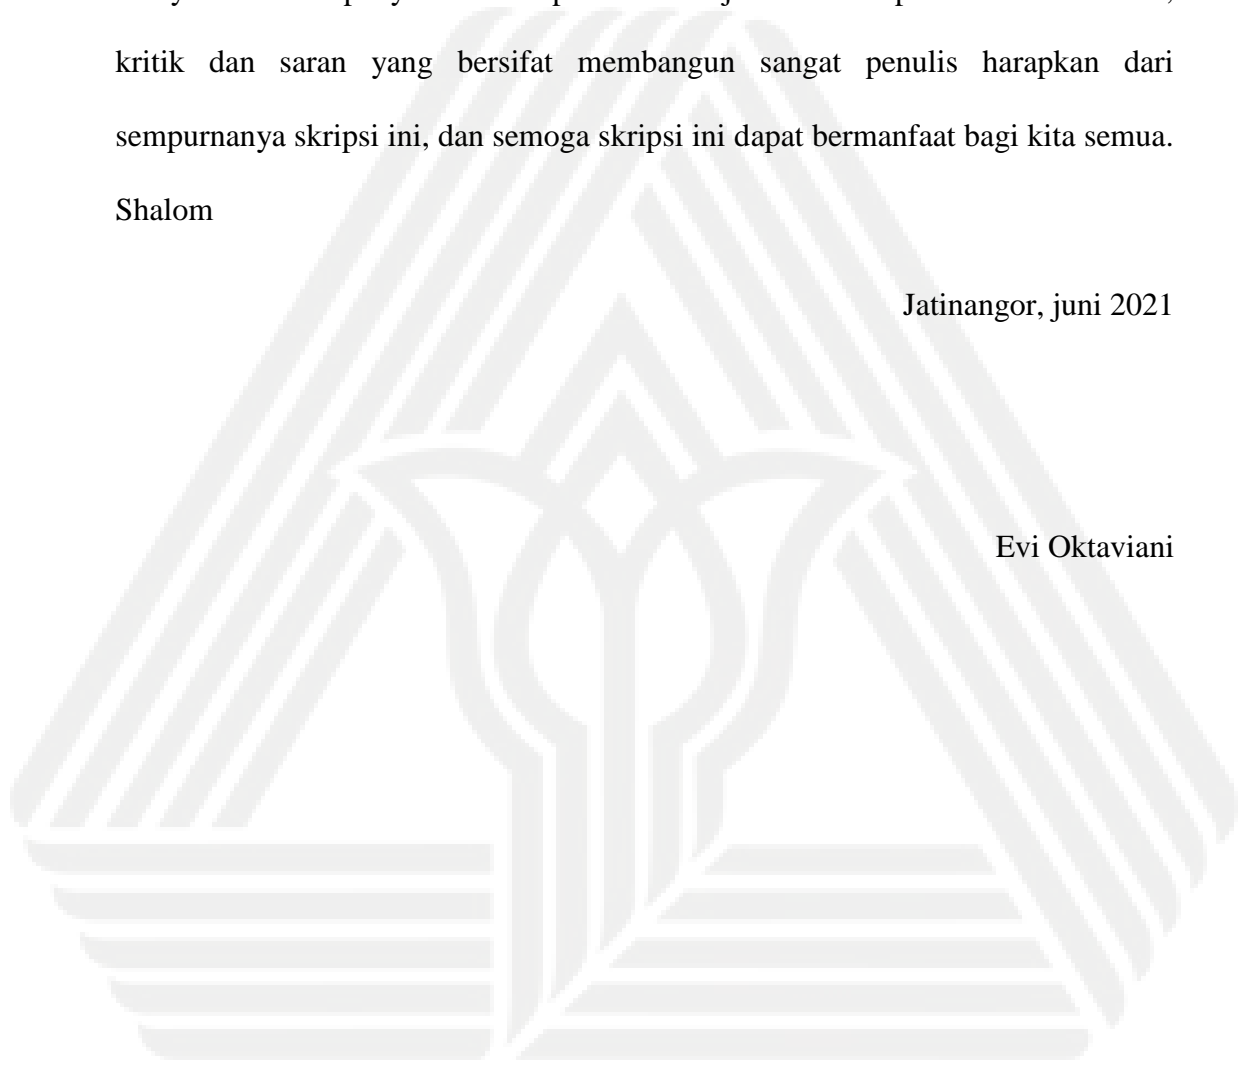 kritik dan saran yang bersifat membangun sangat penulis harapkan dari
sempurnanya skripsi ini, dan semoga skripsi ini dapat bermanfaat bagi kita semua.
Shalom
Jatinangor, juni 2021
Evi Oktaviani